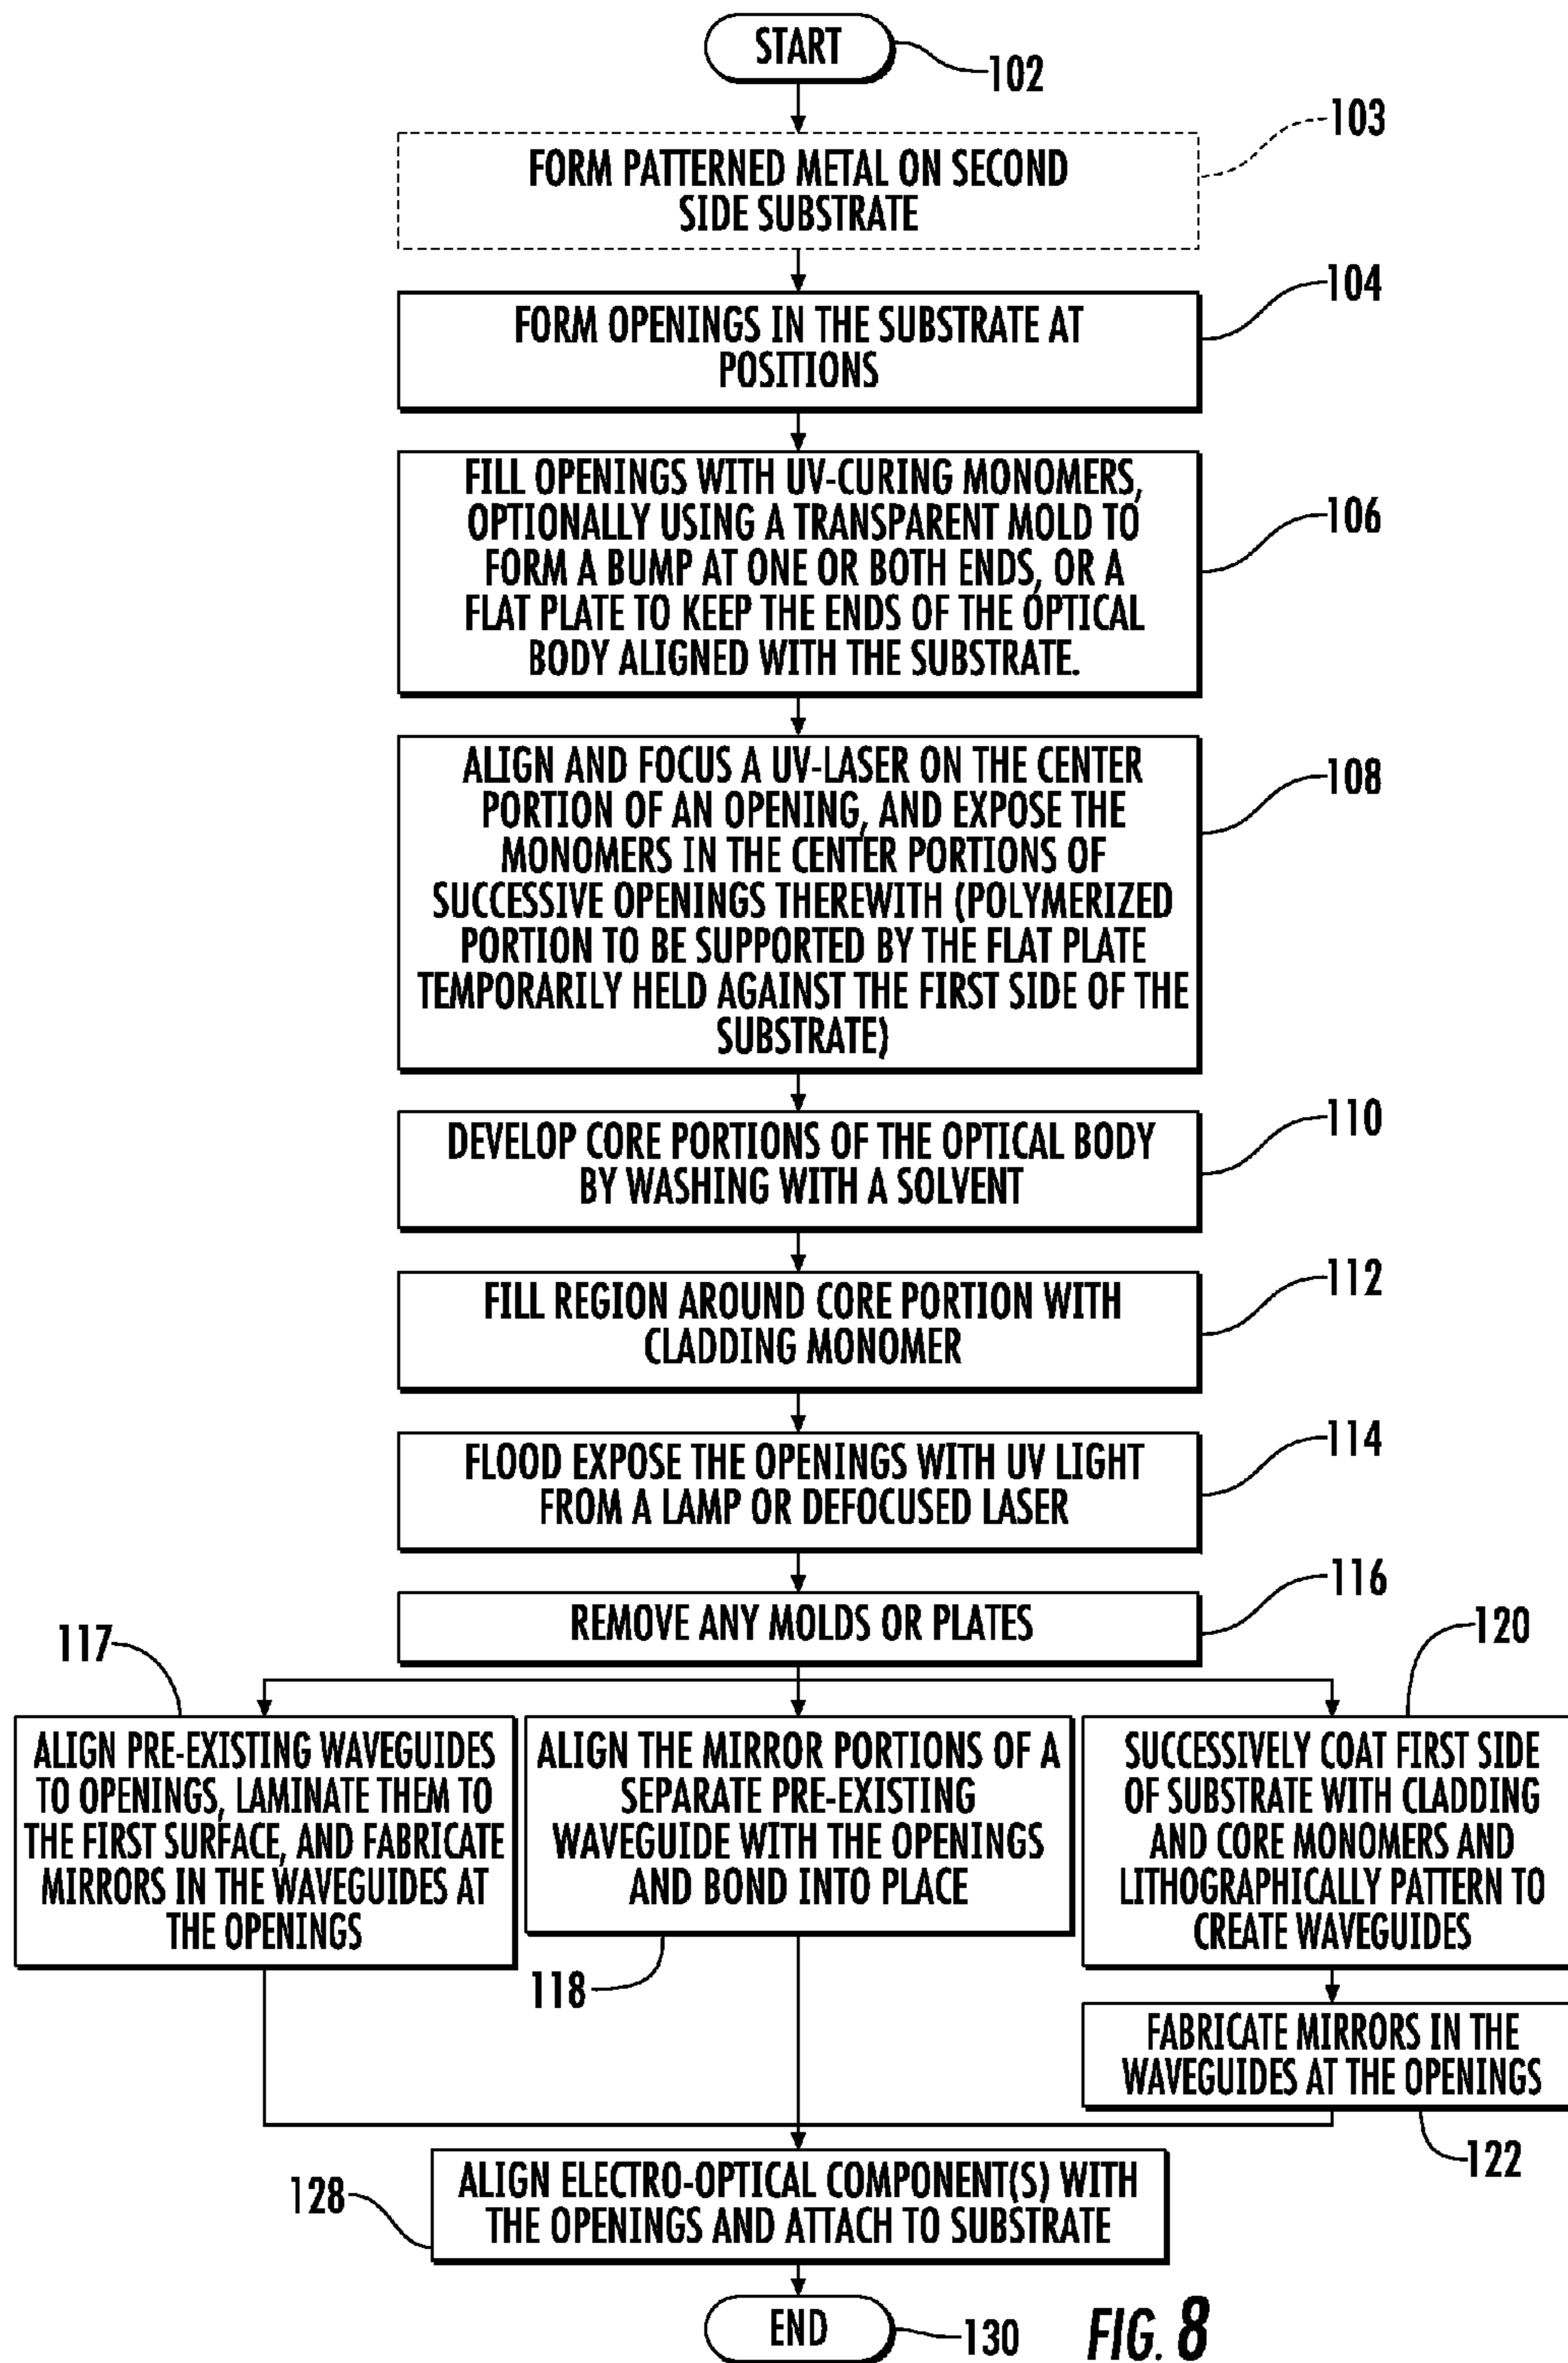 START
102
103
FORM PATTERNED METAL ON SECOND
SIDE SUBSTRATE
104
FORM OPENINGS IN THE SUBSTRATE AT
POSITIONS
FILL OPENINGS WITH UV-CURING MONOMERS,
OPTIONALLY USING A TRANSPARENT MOLD TO
FORM A BUMP AT ONE OR BOTH ENDS, OR A
FLAT PLATE TO KEEP THE ENDS OF THE OPTICAL
BODY ALIGNED WITH THE SUBSTRATE.
106
ALIGN AND FOCUS A UV-LASER ON THE CENTER
PORTION OF AN OPENING, AND EXPOSE THE
MONOMERS IN THE CENTER PORTIONS OF
SUCCESSIVE OPENINGS THEREWITH (POLYMERIZED
PORTION TO BE SUPPORTED BY THE FLAT PLATE
TEMPORARILY HELD AGAINST THE FIRST SIDE OF THE
SUBSTRATE)
108
DEVELOP CORE PORTIONS OF THE OPTICAL BODY
BY WASHING WITH A SOLVENT
110
FILL REGION AROUND CORE PORTION WITH
CLADDING MONOMER
112
FLOOD EXPOSE THE OPENINGS WITH UV LIGHT
FROM A LAMP OR DEFOCUSED LASER
114
REMOVE ANY MOLDS OR PLATES
116
117
ALIGN PRE-EXISTING WAVEGUIDES
TO OPENINGS, LAMINATE THEM TO
THE FIRST SURFACE, AND FABRICATE
MIRRORS IN THE WAVEGUIDES AT
THE OPENINGS
ALIGN THE MIRROR PORTIONS OF A
SEPARATE PRE-EXISTING
WAVEGUIDE WITH THE OPENINGS
AND BOND INTO PLACE
118
120
SUCCESSIVELY COAT FIRST SIDE
OF SUBSTRATE WITH CLADDING
AND CORE MONOMERS AND
LITHOGRAPHICALLY PATTERN TO
CREATE WAVEGUIDES
FABRICATE MIRRORS IN THE
WAVEGUIDES AT THE OPENINGS
122
128
ALIGN ELECTRO-OPTICAL COMPONENT(S) WITH
THE OPENINGS AND ATTACH TO SUBSTRATE
END
130
FIG. 8